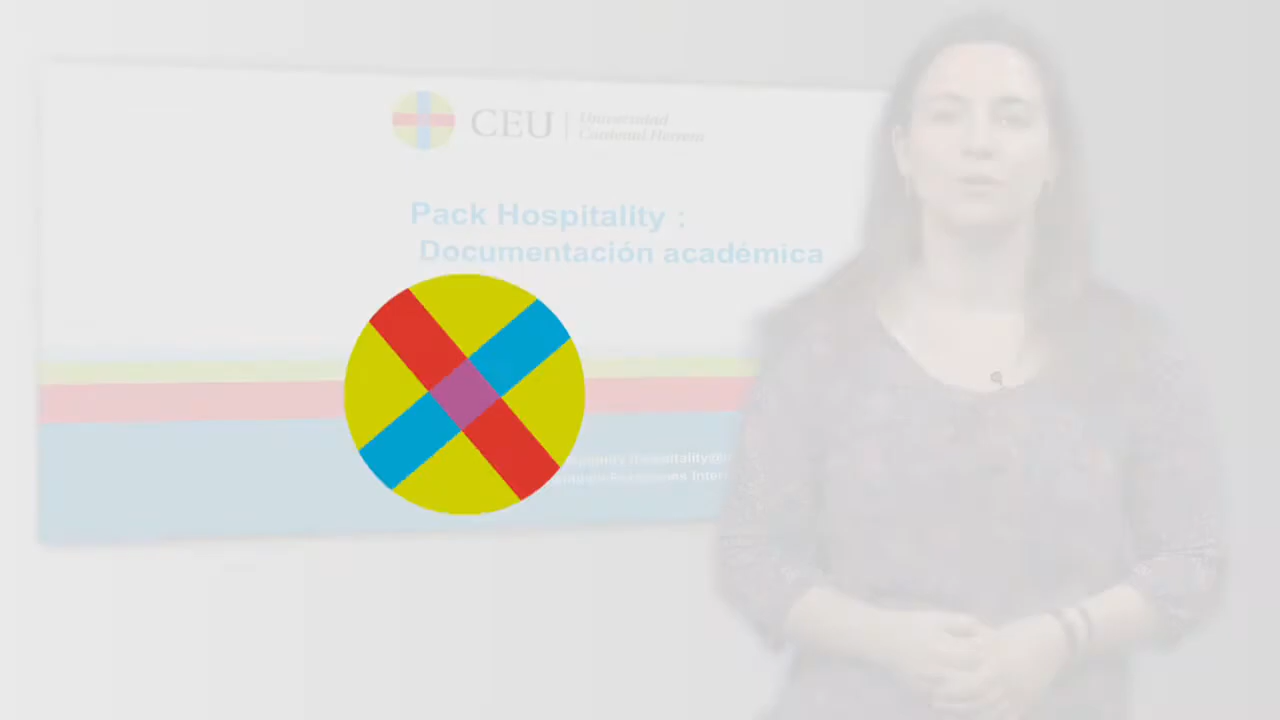 CEU
Universidad
Cardenal Herrera
Pack Hospitality :
Documentación académica